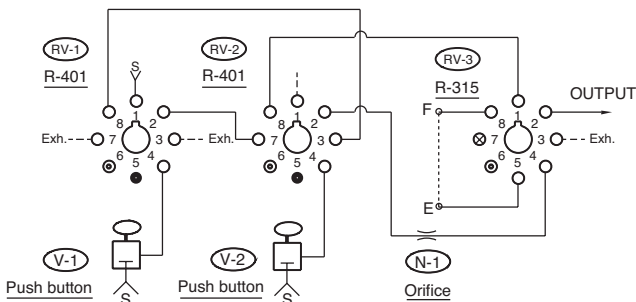 RV-1
R-401
S
RV-2
R-401
RV-3
R-315
OUTPUT
F
8 1 2
Exh. 7 3 Exh.
6 5 4
8 1 2
7 3
6 5 4
8 1 2
7 3 Exh.
6 5 4
E
V-1
Push button
S
V-2
Push button
S
N-1
Orifice